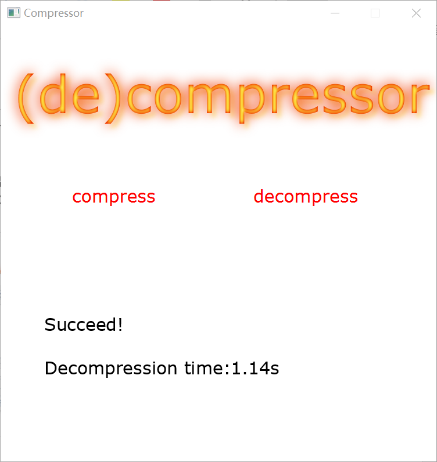 Compressor
(de)compressor
compress decompress
Succeed!
Decompression time:1.14s